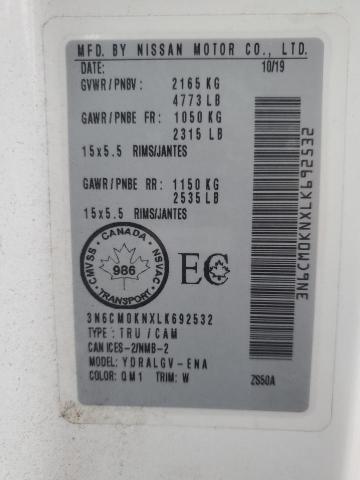 MFD. BY NISSAN MOTOR CO., LTD.
DATE: 10/19
GVWR/PNBV: 2165 KG
4773 LB
GAWR/PNBE FR: 1050 KG
2315 LB
15x5.5 RIMS/JANTES
GAWR/PNBE RR: 1150 KG
2535 LB
15x5.5 RIMS/JANTES
CANADA
CMVSS
NSVAC
986
TRANSPORT
EC
3N6CM0KNXLK692532
TYPE: TRU/CAM
CAN ICES-2/NMB-2
MODEL: YDRALGV-ENA
COLOR: QM1 TRIM: W ZS50A
3N6CM0KNXLK692532